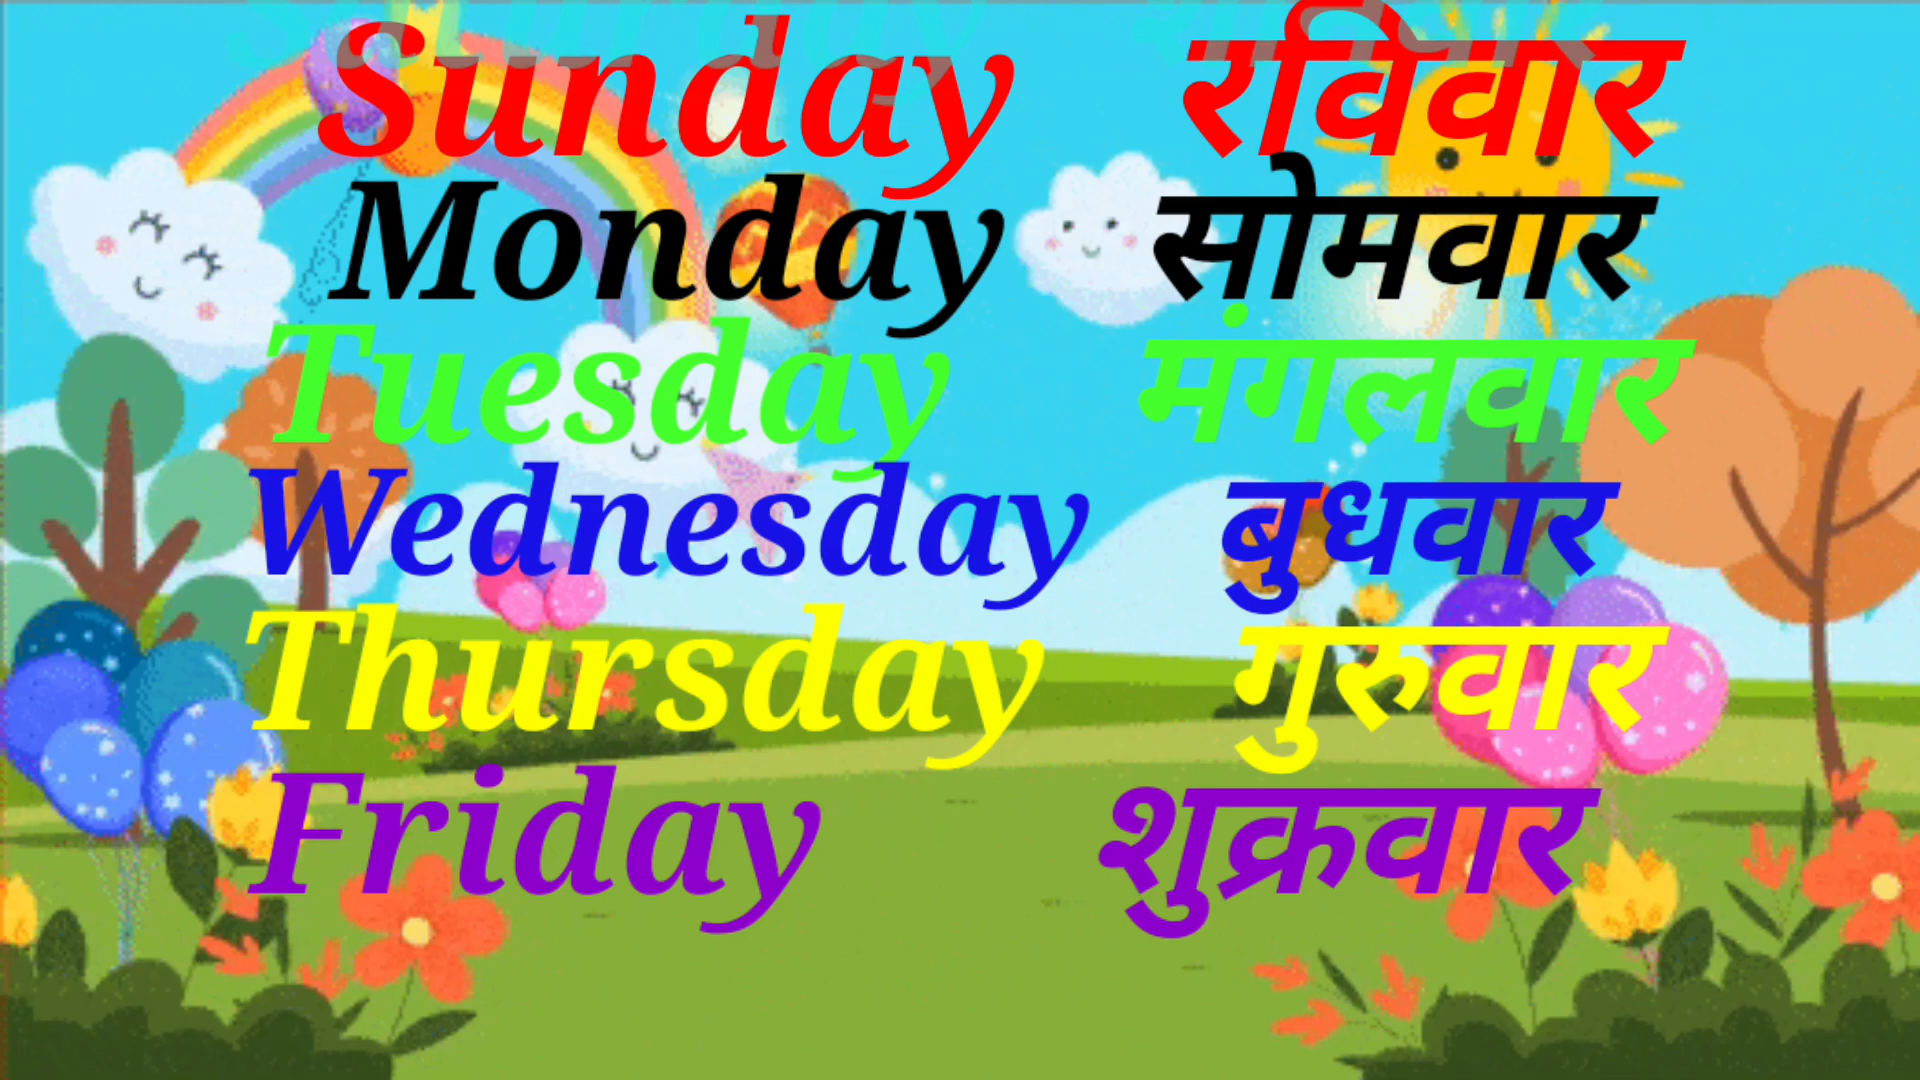 Sunday रविवार
Monday सोमवार
Tuesday मंगलवार
Wednesday बुधवार
Thursday गुरुवार
Friday शुक्रवार